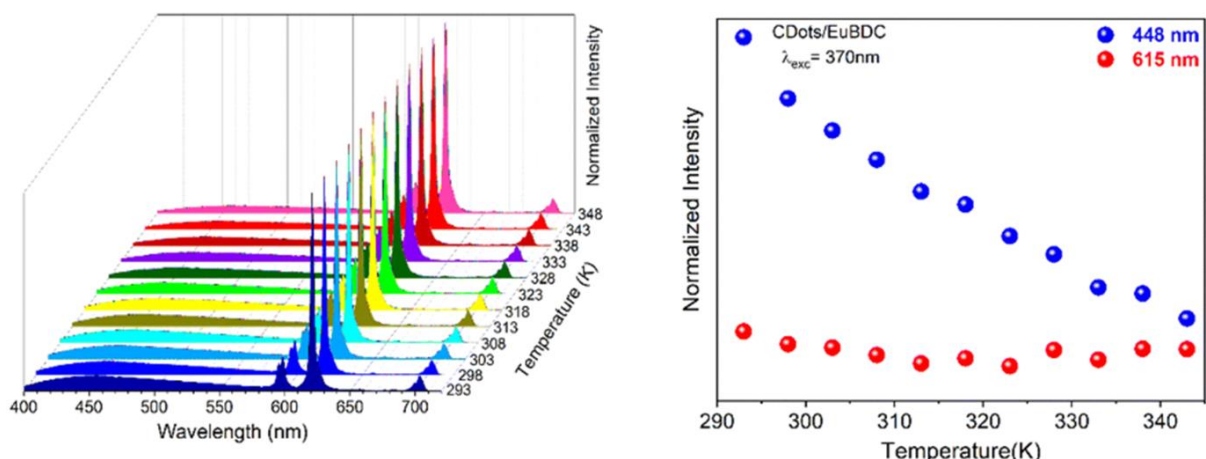 Normalized Intensity
348
343
338
333
328
323
318
313
308
303
298
293
Temperature (K)
400 450 500 550 600 650 700
Wavelength (nm)
CDots/EuBDC
λexc= 370nm
448 nm
615 nm
Normalized Intensity
290 300 310 320 330 340
Temperature(K)